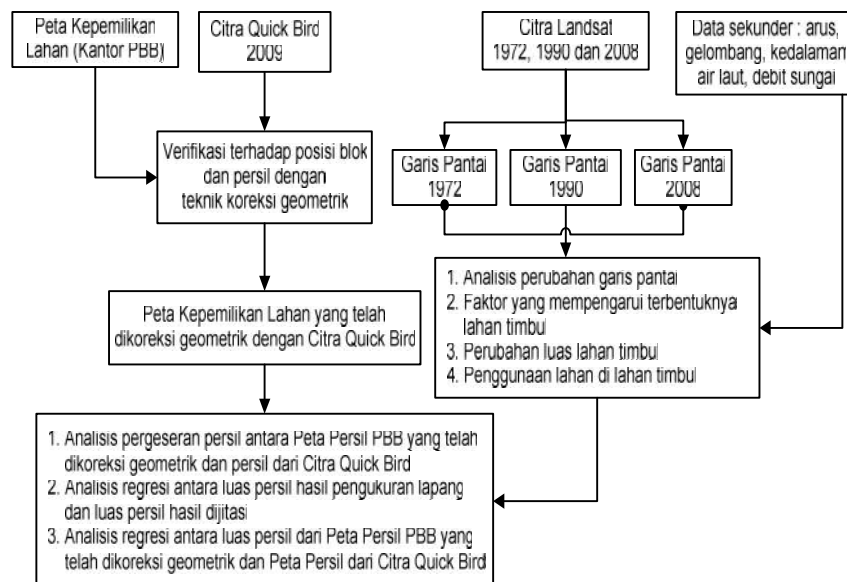 Peta Kepemilikan
Lahan (Kantor PBB)
Citra Quick Bird
2009
Citra Landsat
1972, 1990 dan 2008
Data sekunder : arus,
gelombang, kedalaman
air laut, debit sungai
Verifikasi terhadap posisi blok
dan persil dengan
teknik koreksi geometrik
Garis Pantai
1972
Garis Pantai
1990
Garis Pantai
2008
Peta Kepemilikan Lahan yang telah
dikoreksi geometrik dengan Citra Quick Bird
1. Analisis perubahan garis pantai
2. Faktor yang mempengarui terbentuknya
lahan timbul
3. Perubahan luas lahan timbul
4. Penggunaan lahan di lahan timbul
1. Analisis pergeseran persil antara Peta Persil PBB yang telah
dikoreksi geometrik dan persil dari Citra Quick Bird
2. Analisis regresi antara luas persil hasil pengukuran lapang
dan luas persil hasil dijitasi
3. Analisis regresi antara luas persil dari Peta Persil PBB yang
telah dikoreksi geometrik dan Peta Persil dari Citra Quick Bird